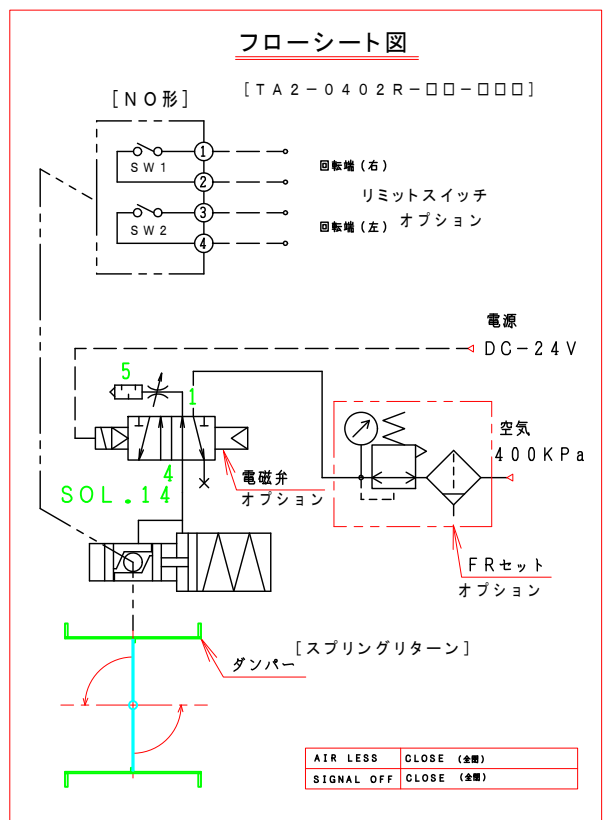 フローシート図
[TA2-0402R-□□-□□□]
[NO形]
SW1
1
2
回転端(右)
リミットスイッチ
オプション
SW2
3
4
回転端(左)
電源
DC-24V
5
1
空気
400KPa
4
SOL.14
電磁弁
オプション
FRセット
オプション
[スプリングリターン]
ダンパー
AIR LESS CLOSE (全閉)
SIGNAL OFF CLOSE (全閉)